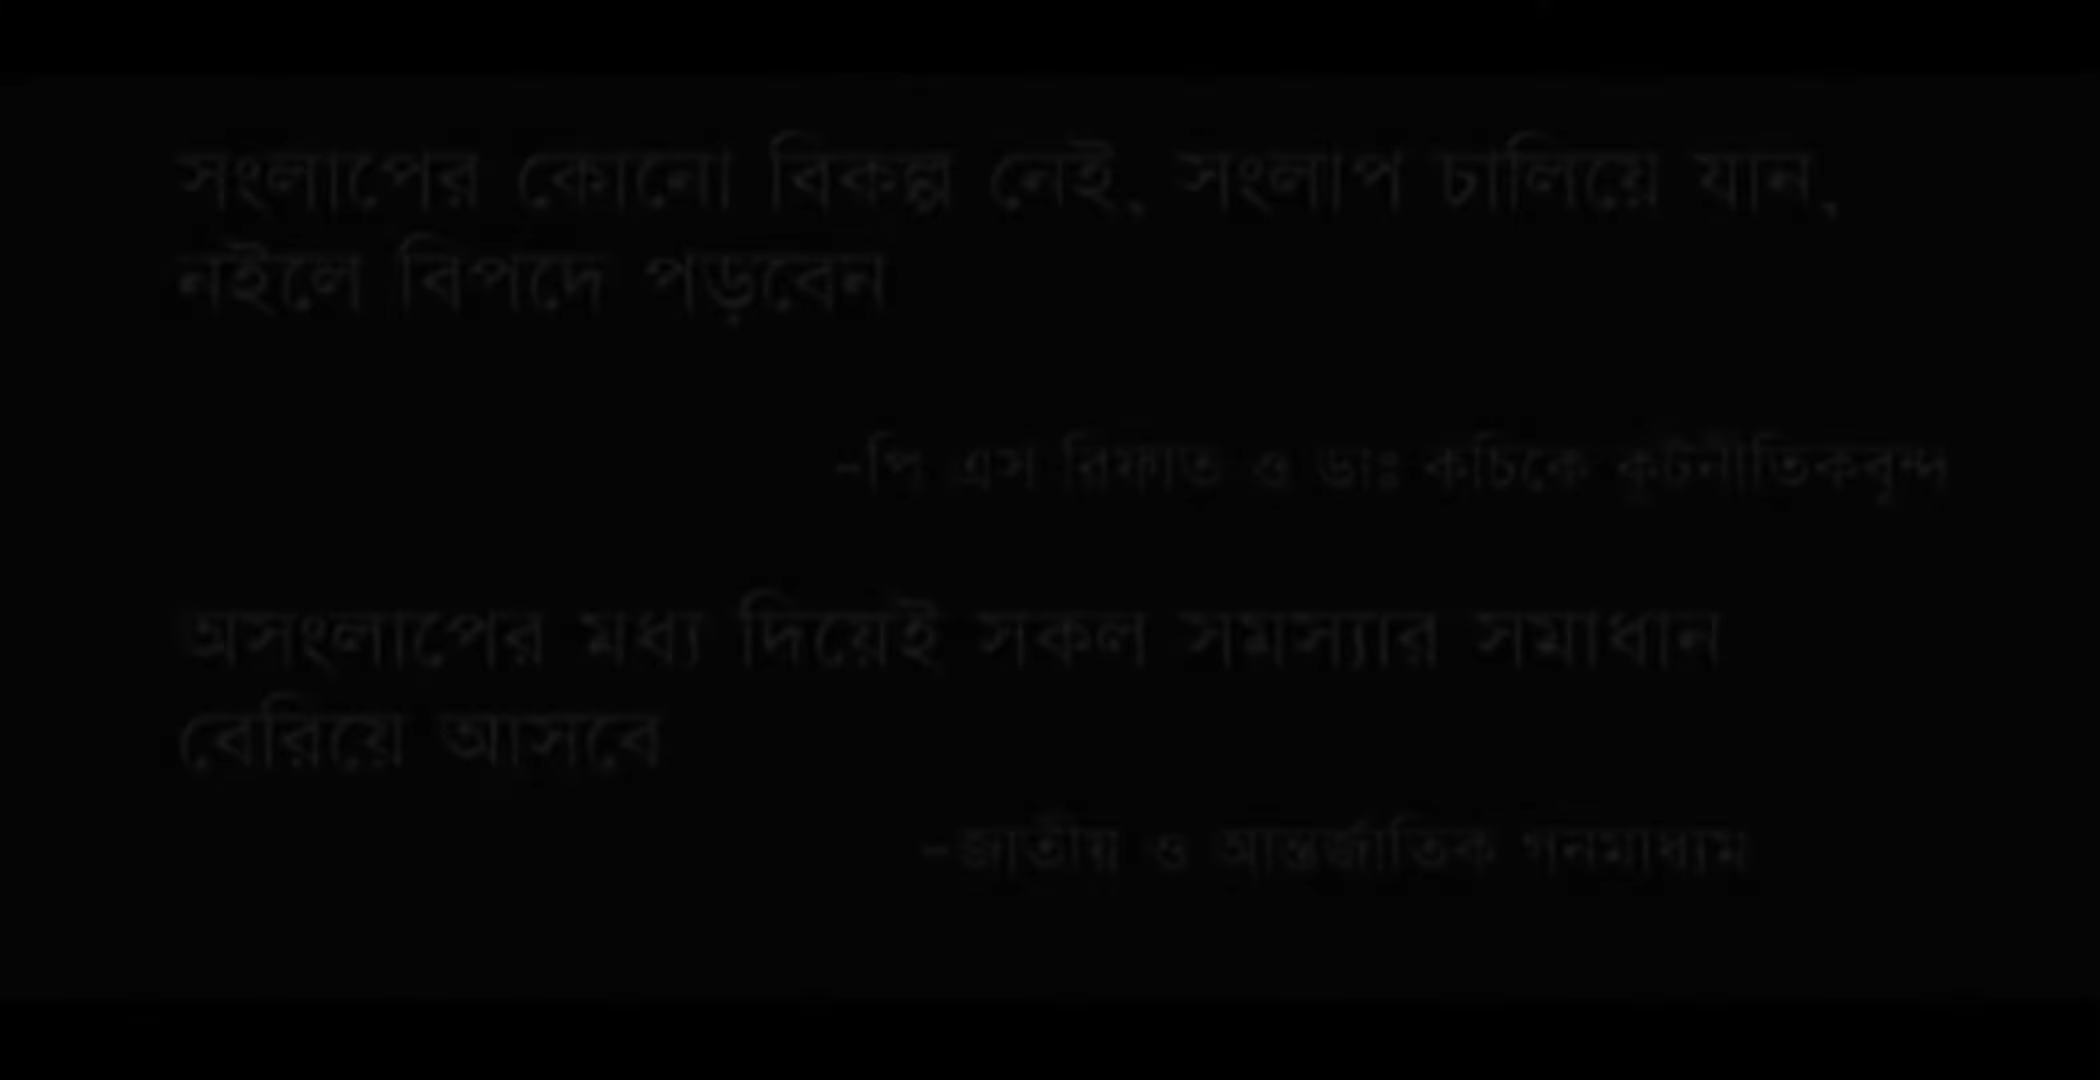 সংলাপের কোনো বিকল্প নেই, সংলাপ চালিয়ে যান,
নইলে বিপদে পড়বেন
-পি এস রিফাত ও ডাঃ কচিকে কূটনীতিকবৃন্দ
অসংলাপের মধ্য দিয়েই সকল সমস্যার সমাধান
বেরিয়ে আসবে
-জাতীয় ও আন্তর্জাতিক গনমাধ্যম